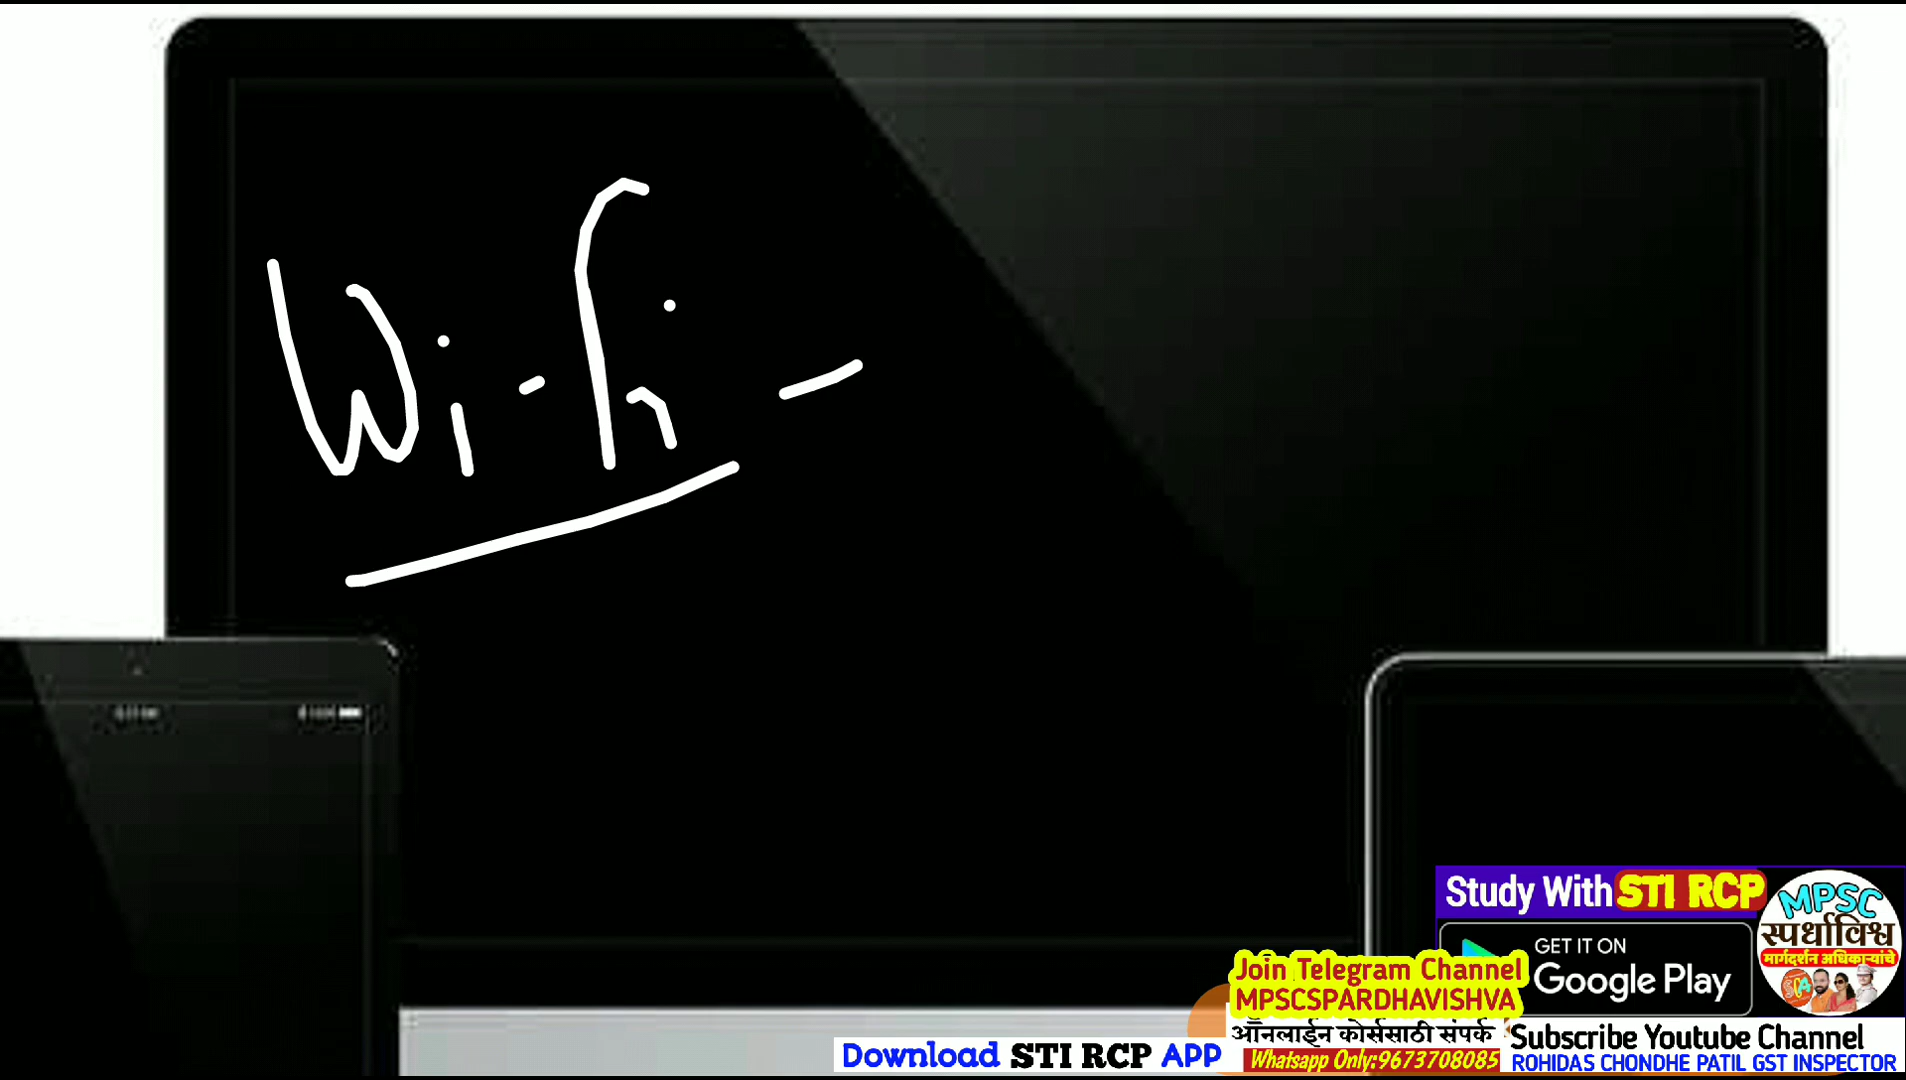 Wi-fi -
Study With STI RCP
MPSC
स्पर्धाविश्व
मार्गदर्शन अधिकाऱ्यांचे
GET IT ON
Google Play
Join Telegram Channel
MPSCSPARDHAVISHVA
ऑनलाईन कोर्ससाठी संपर्क
Whatsapp Only:9673708085
Download STI RCP APP
Subscribe Youtube Channel
ROHIDAS CHONDHE PATIL GST INSPECTOR